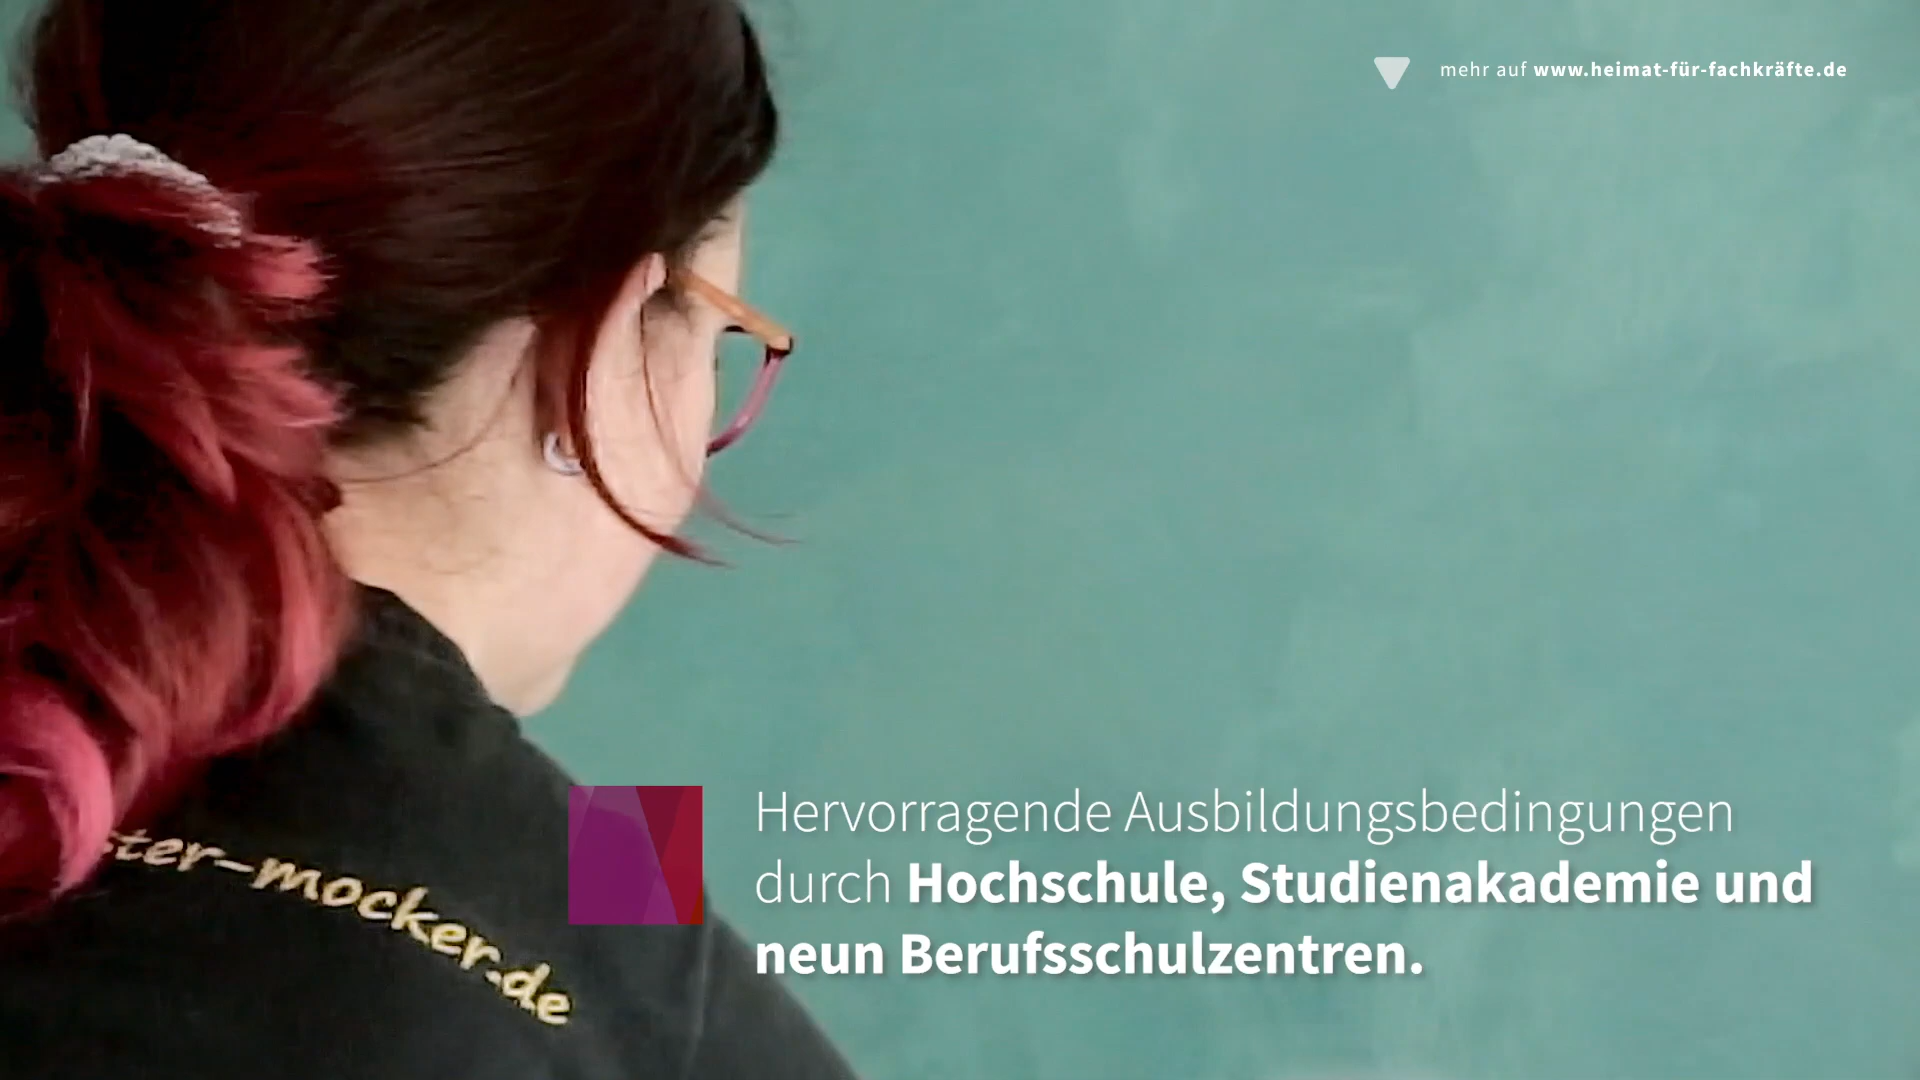 mehr auf www.heimat-für-fachkräfte.de
Hervorragende Ausbildungsbedingungen
durch Hochschule, Studienakademie und
neun Berufsschulzentren.
ster-mocker.de